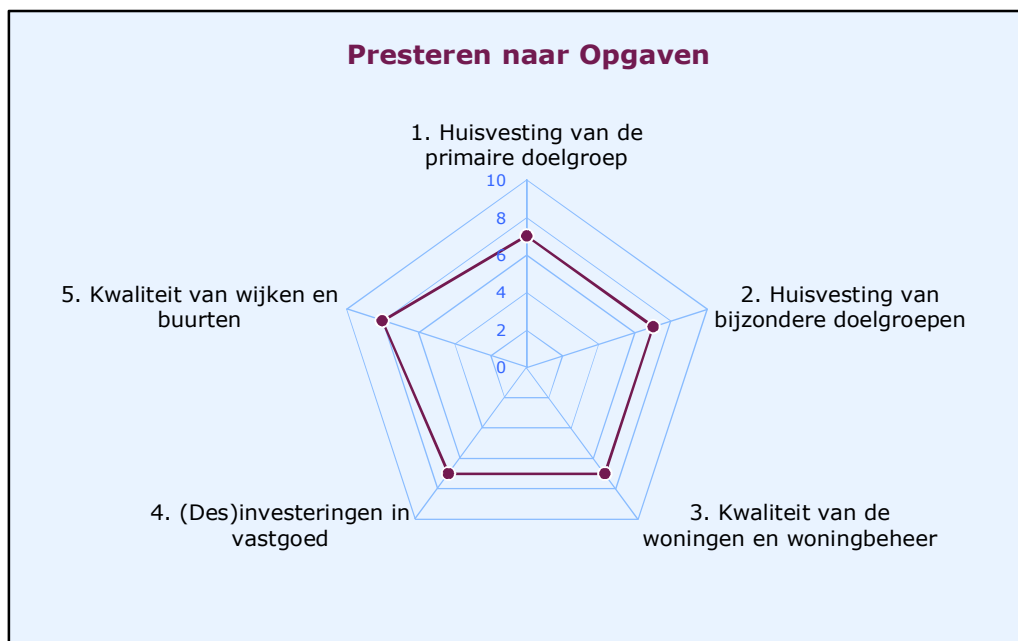 Presteren naar Opgaven
1. Huisvesting van de
primaire doelgroep
10
8
6
4
2
0
5. Kwaliteit van wijken en
buurten
2. Huisvesting van
bijzondere doelgroepen
4. (Des)investeringen in
vastgoed
3. Kwaliteit van de
woningen en woningbeheer